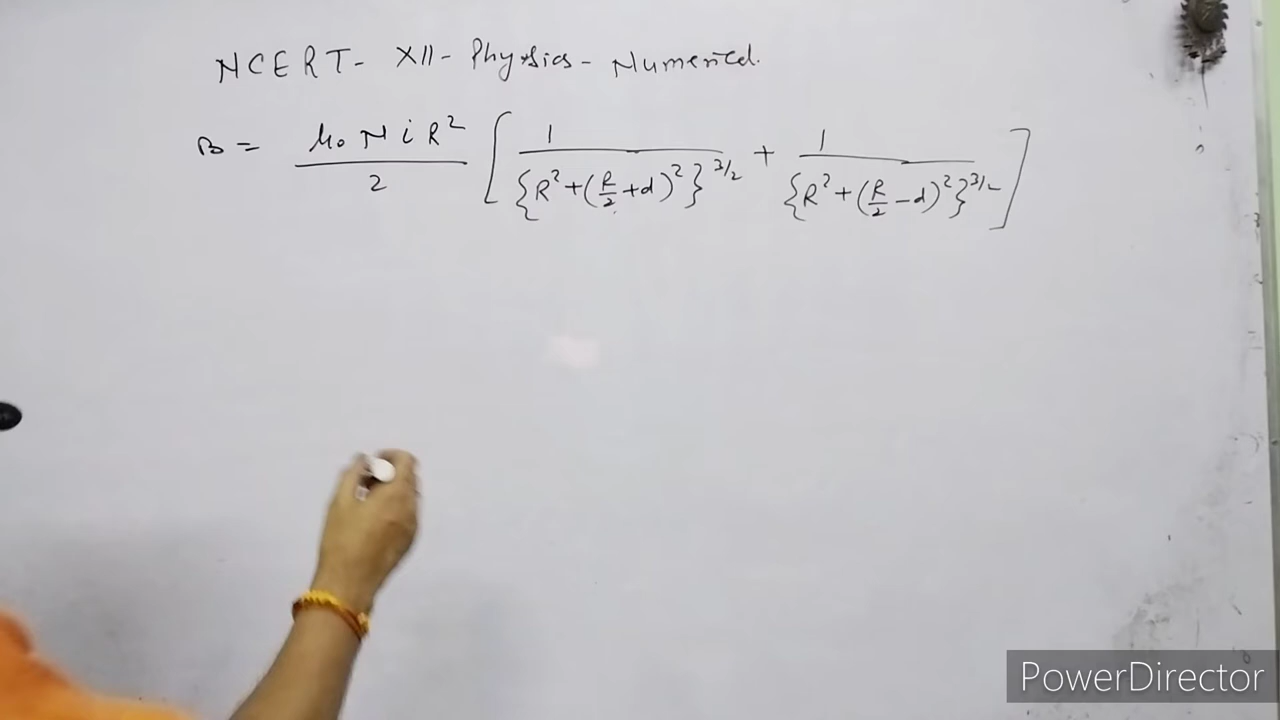 NCERT- XII- Physics- Numerical.
B = μ₀ N i R² / 2 [ 1 / {R² + (R/2 + d)²}^3/2 + 1 / {R² + (R/2 − d)²}^3/2 ]
PowerDirector